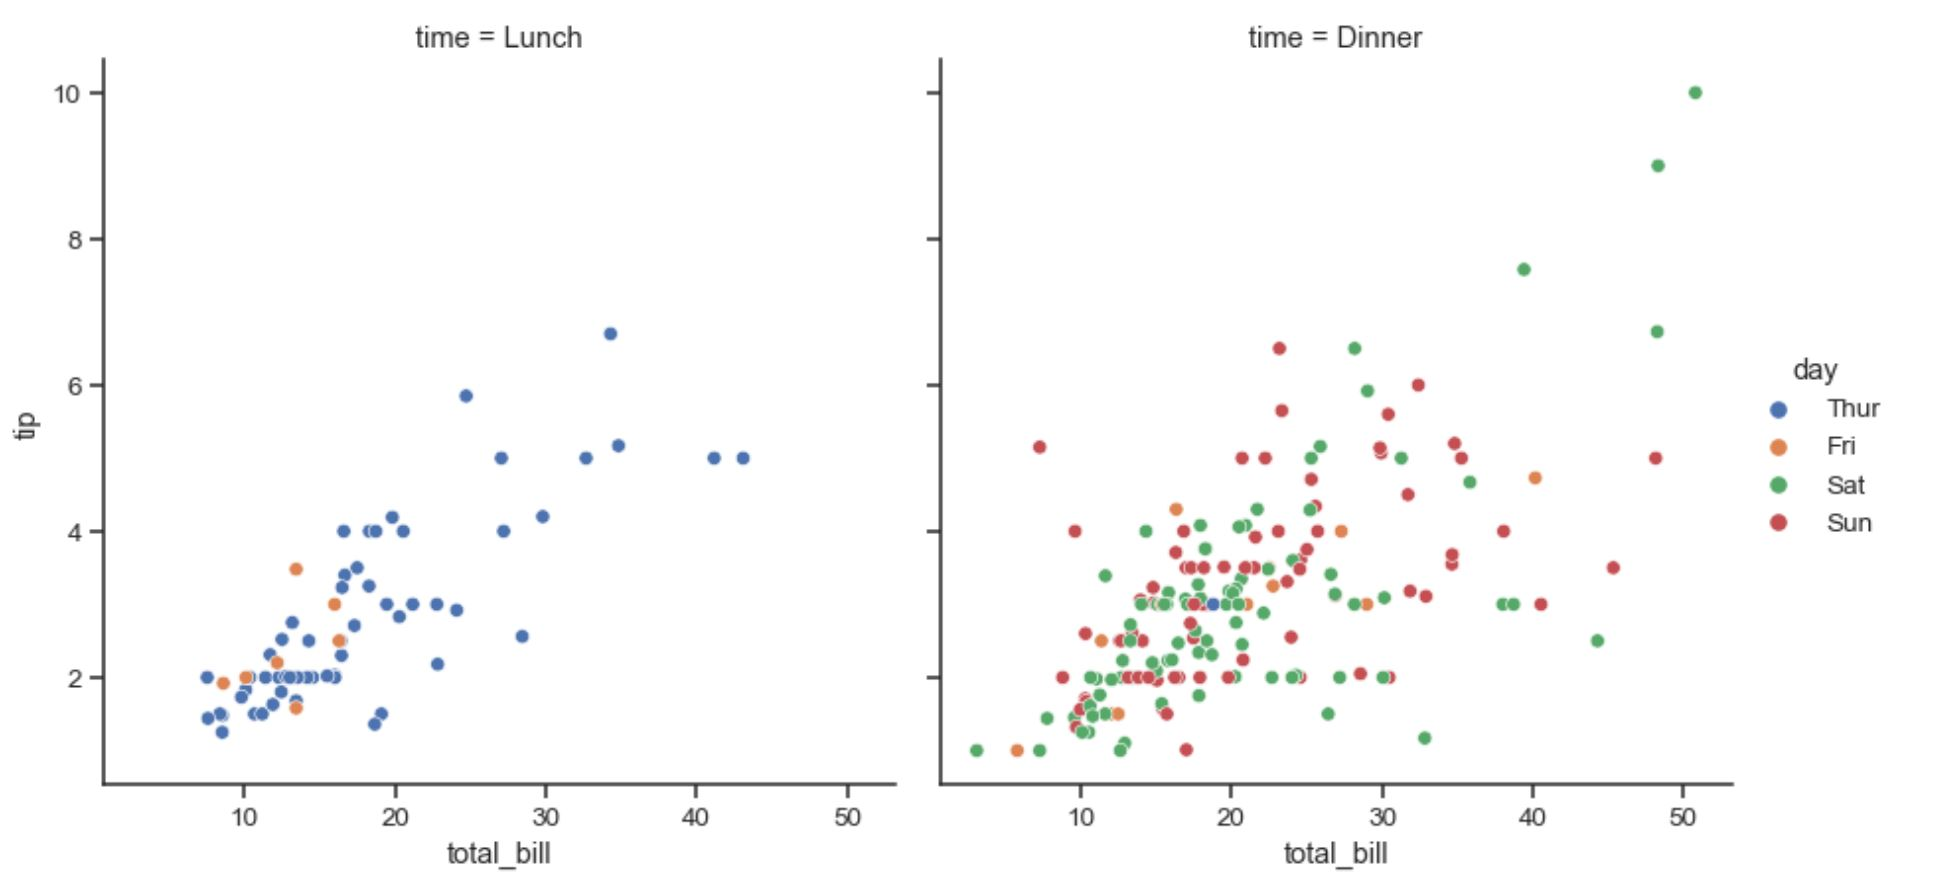 time = Lunch
time = Dinner
10
8
6
4
2
tip
10 20 30 40 50
total_bill
10 20 30 40 50
total_bill
day
Thur
Fri
Sat
Sun